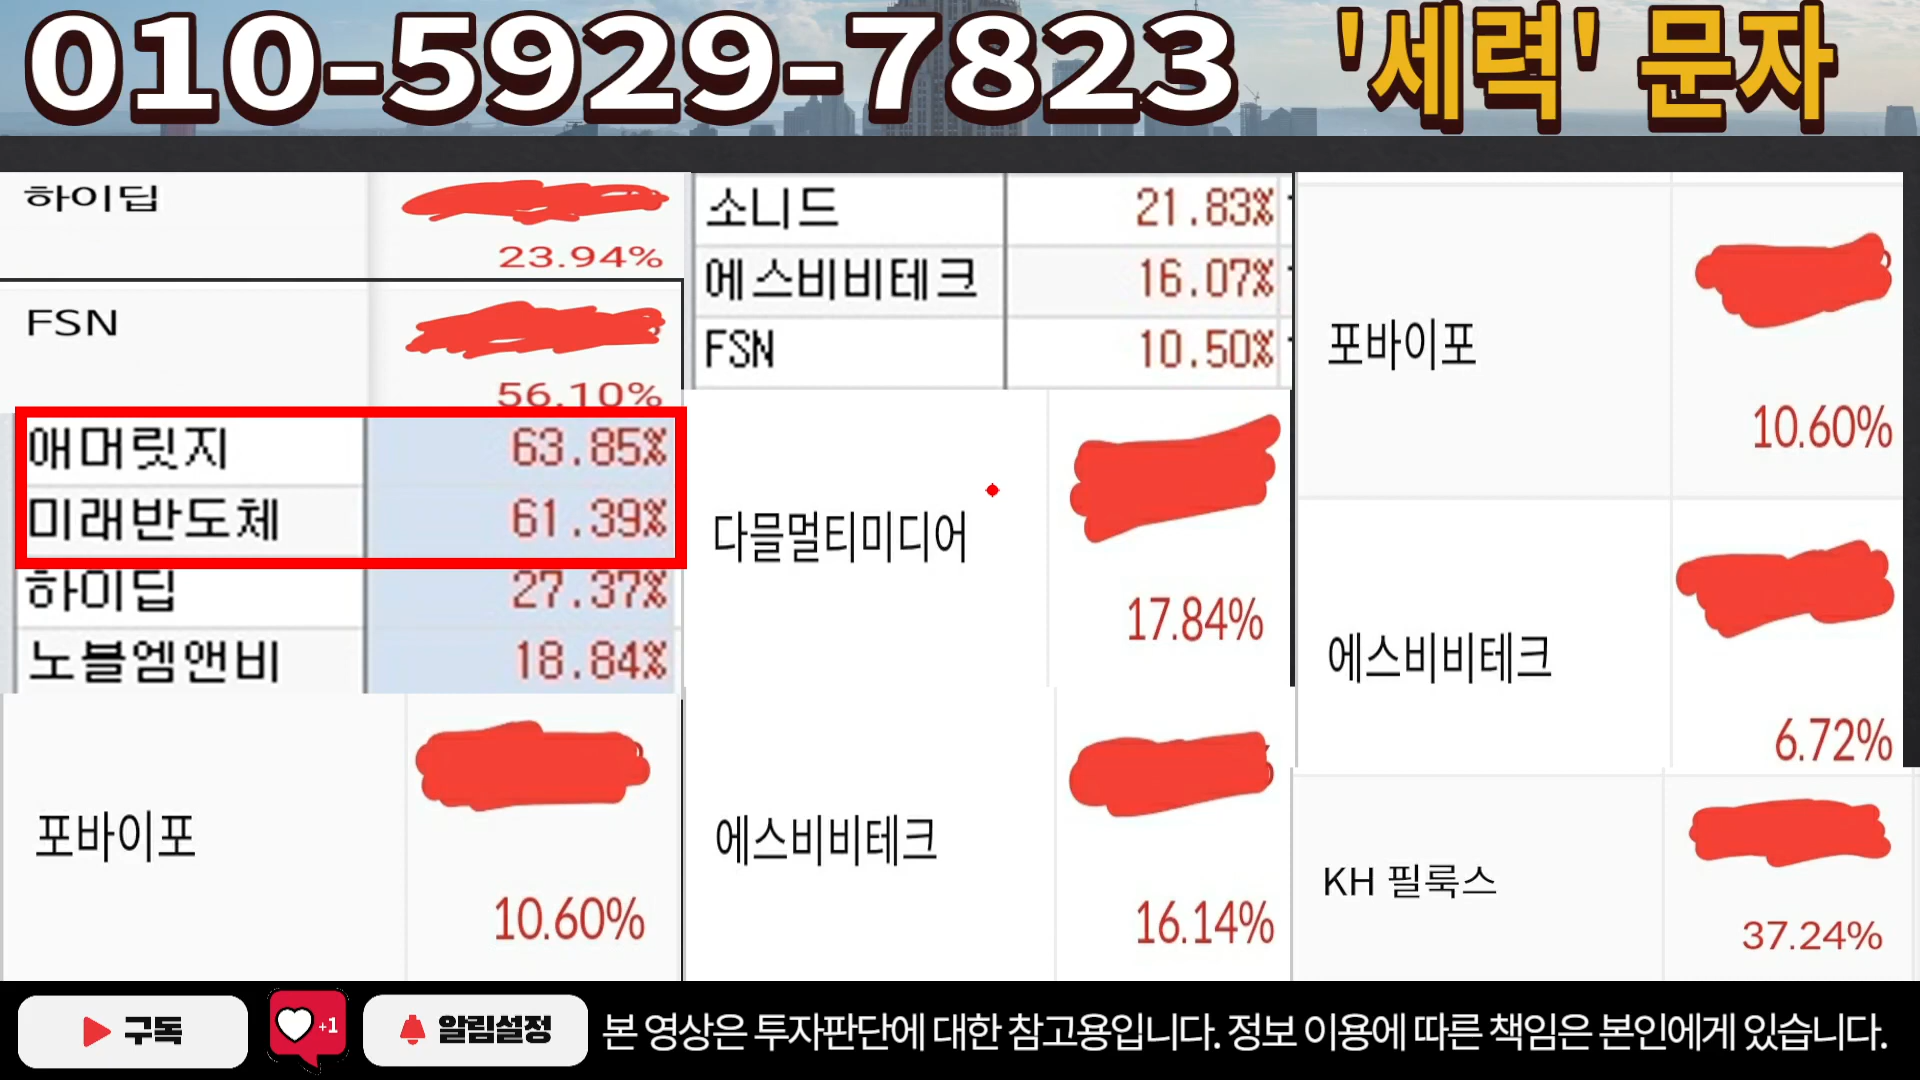 010-5929-7823 '세력' 문자
하이딥
23.94%
FSN
56.10%
애머릿지 63.85%
미래반도체 61.39%
하이딥 27.37%
노블엠앤비 18.84%
포바이포
10.60%
소니드 21.83%
에스비비테크 16.07%
FSN 10.50%
다믈멀티미디어
17.84%
에스비비테크
16.14%
포바이포
10.60%
에스비비테크
6.72%
KH 필룩스
37.24%
구독 +1 알림설정 본 영상은 투자판단에 대한 참고용입니다. 정보 이용에 따른 책임은 본인에게 있습니다.